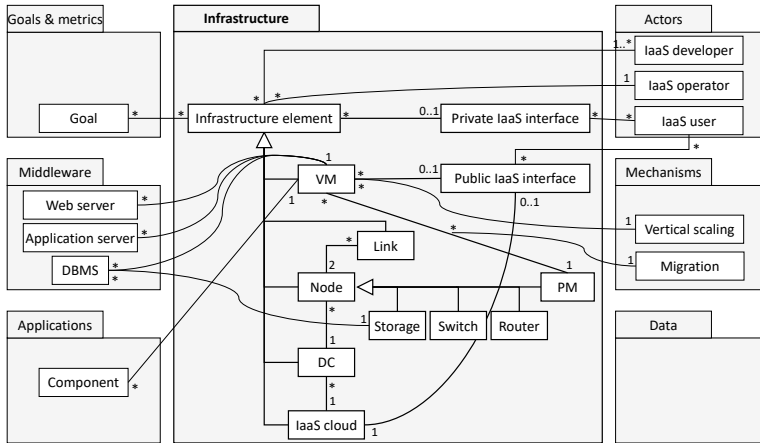 Goals & metrics
Infrastructure
Actors
1..*
IaaS developer
*
*
1
IaaS operator
Goal
*
*
Infrastructure element
*
0..1
Private IaaS interface
*
*
IaaS user
*
Middleware
1
VM
*
*
0..1
*
Public IaaS interface
0..1
Mechanisms
Web server
*
1
*
Application server
*
*
Link
*
1
Vertical scaling
DBMS
*
*
2
Node
1
PM
1
Migration
*
1
Storage
Switch
Router
Applications
Data
1
DC
Component
*
*
1
IaaS cloud
1